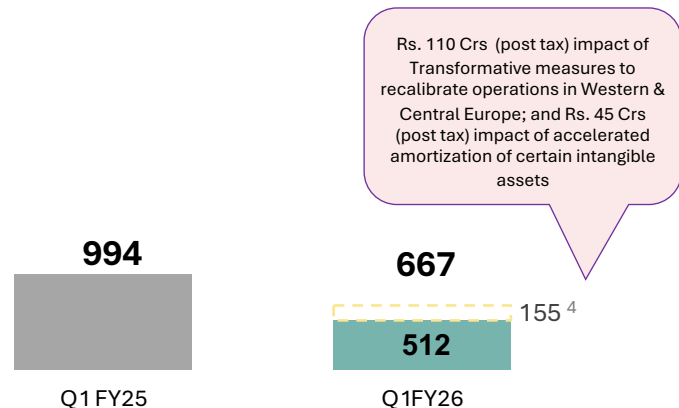 Rs. 110 Crs (post tax) impact of
Transformative measures to
recalibrate operations in Western &
Central Europe; and Rs. 45 Crs
(post tax) impact of accelerated
amortization of certain intangible
assets
994
667
155 4
512
Q1 FY25
Q1FY26